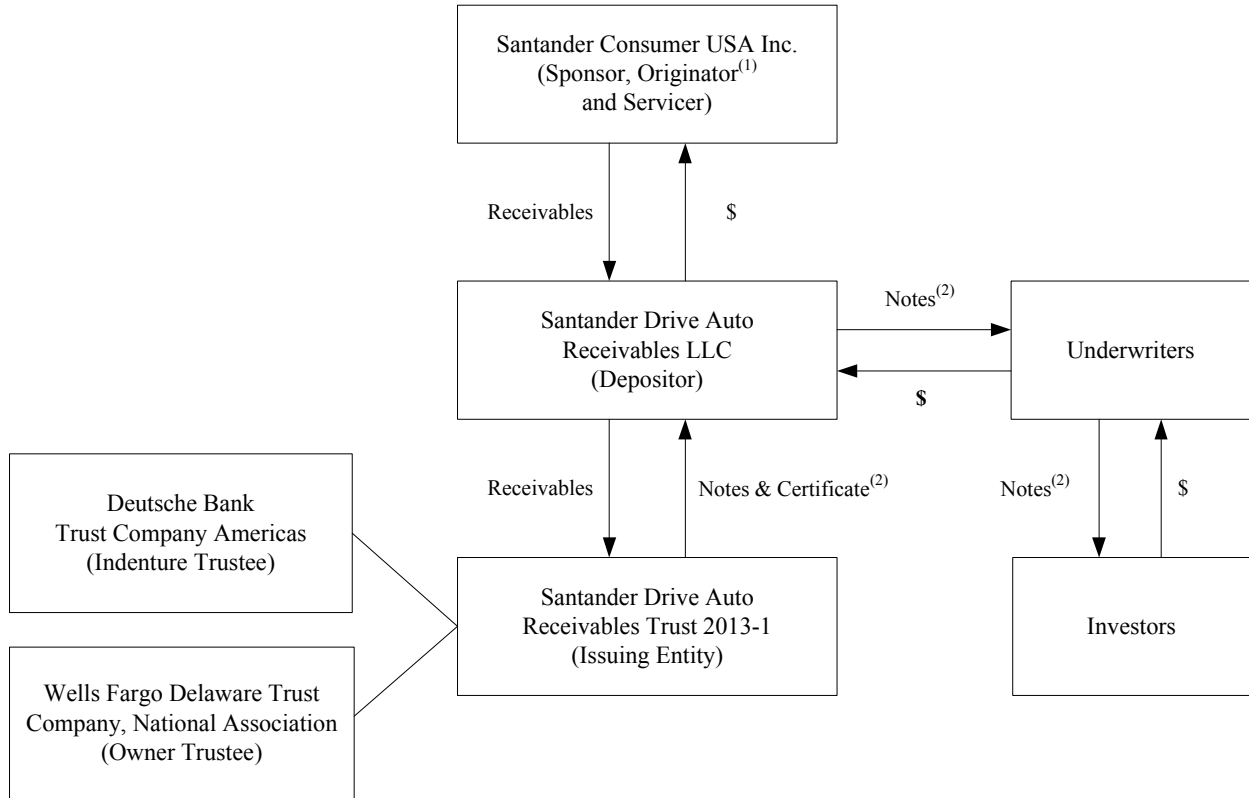 Santander Consumer USA Inc.
(Sponsor, Originator(1)
and Servicer)
Receivables
$
Santander Drive Auto
Receivables LLC
(Depositor)
Notes(2)
$
Underwriters
Receivables
Notes & Certificate(2)
Notes(2)
$
Deutsche Bank
Trust Company Americas
(Indenture Trustee)
Santander Drive Auto
Receivables Trust 2013-1
(Issuing Entity)
Investors
Wells Fargo Delaware Trust
Company, National Association
(Owner Trustee)